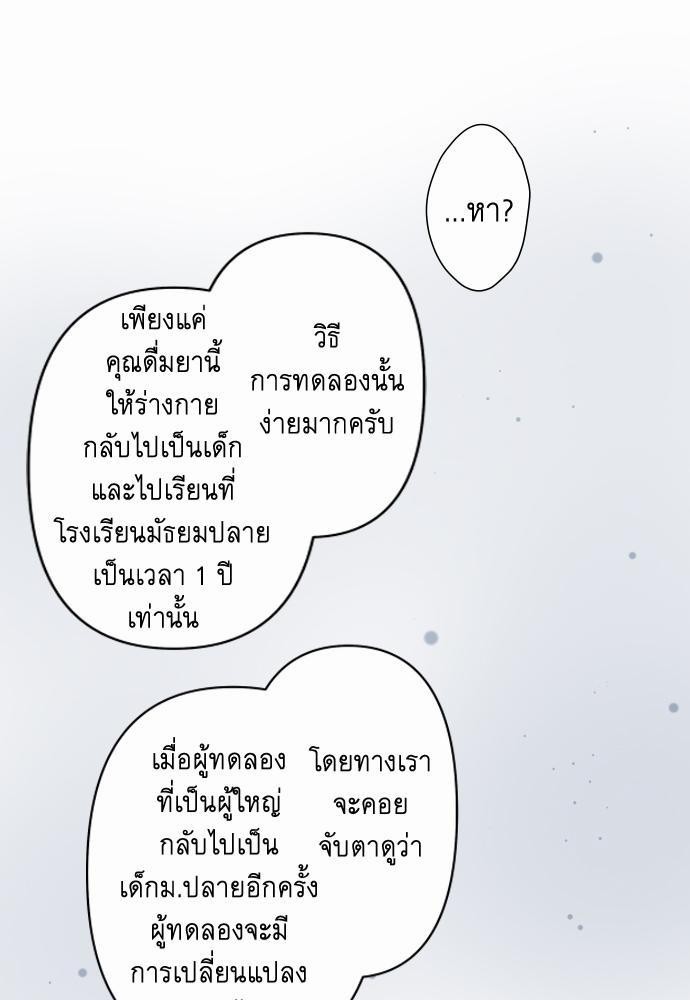 ...หา?
วิธี
การทดลองนั้น
ง่ายมากครับ
เพียงแค่
คุณดื่มยานี้
ให้ร่างกาย
กลับไปเป็นเด็ก
และไปเรียนที่
โรงเรียนมัธยมปลาย
เป็นเวลา 1 ปี
เท่านั้น
โดยทางเรา
จะคอย
จับตาดูว่า
เมื่อผู้ทดลอง
ที่เป็นผู้ใหญ่
กลับไปเป็น
เด็กม.ปลายอีกครั้ง
ผู้ทดลองจะมี
การเปลี่ยนแปลง